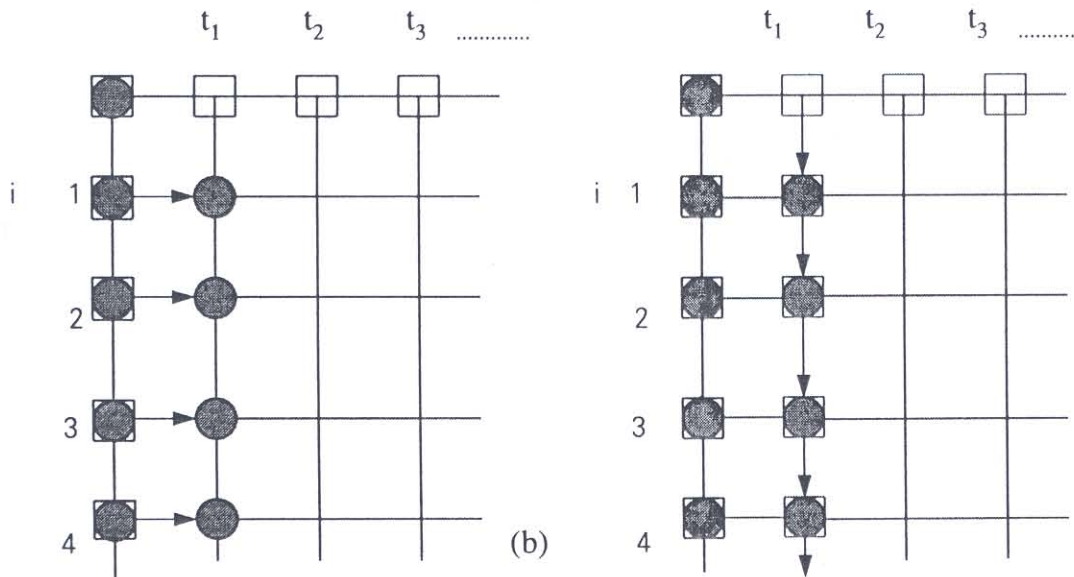 t₁ t₂ t₃ .............
t₁ t₂ t₃ ..........
i 1
2
3
4
(b)
i 1
2
3
4